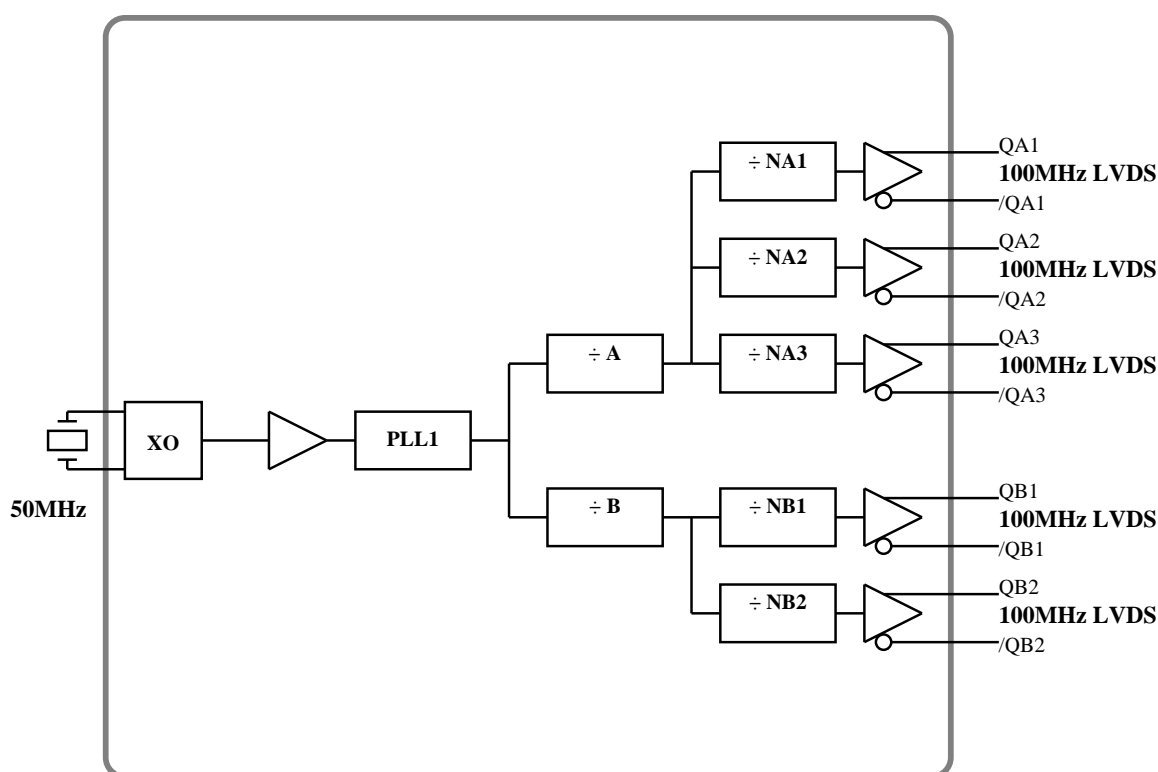 QA1
÷ NA1
100MHz LVDS
/QA1
QA2
÷ NA2
100MHz LVDS
/QA2
QA3
÷ A
÷ NA3
100MHz LVDS
/QA3
XO
PLL1
50MHz
QB1
÷ B
÷ NB1
100MHz LVDS
/QB1
QB2
÷ NB2
100MHz LVDS
/QB2